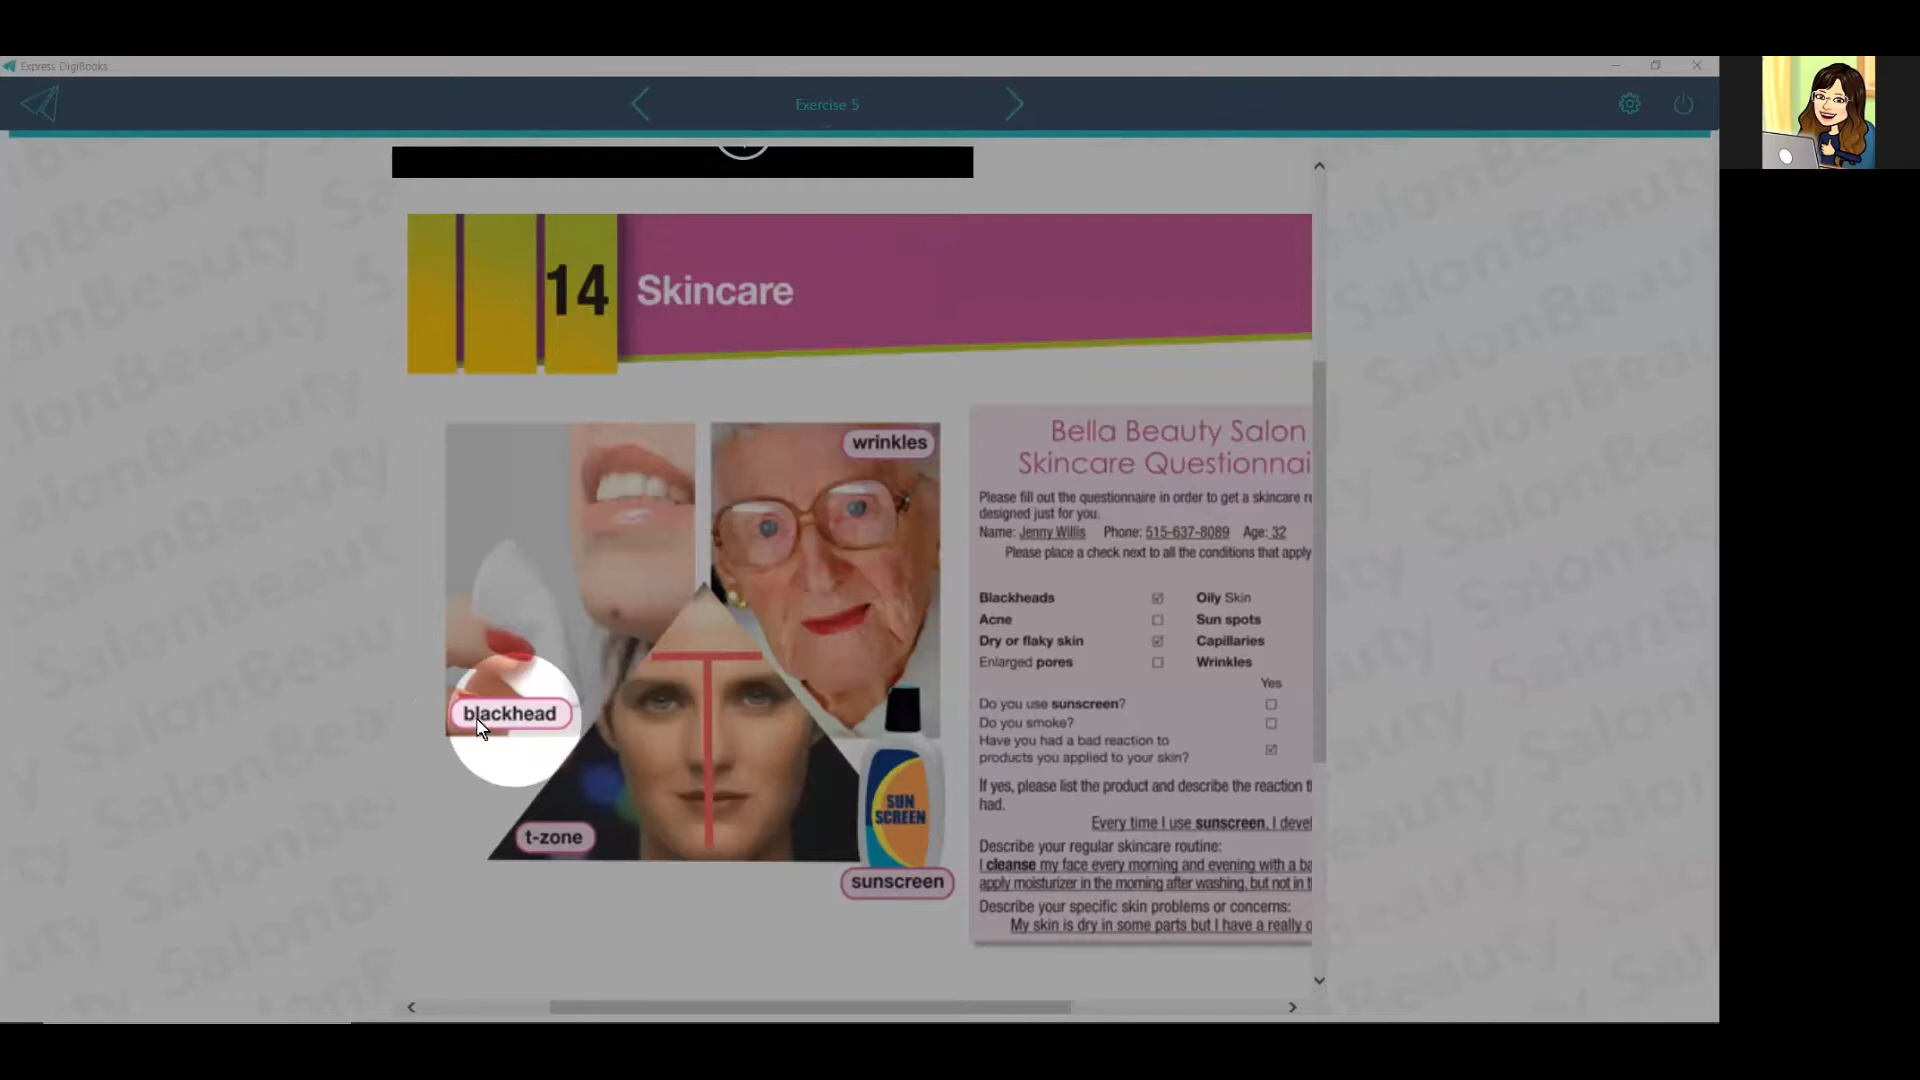 Express DigiBooks
Exercise 5
14
Skincare
wrinkles
blackhead
t-zone
SUN
SCREEN
sunscreen
Bella Beauty Salon
Skincare Questionnai
Please fill out the questionnaire in order to get a skincare re
designed just for you.
Name: Jenny Willis Phone: 515-637-8089 Age: 32
Please place a check next to all the conditions that apply
Blackheads ☑ Oily Skin
Acne ☐ Sun spots
Dry or flaky skin ☑ Capillaries
Enlarged pores ☐ Wrinkles
Yes
Do you use sunscreen? ☐
Do you smoke? ☐
Have you had a bad reaction to
products you applied to your skin? ☑
If yes, please list the product and describe the reaction t
had.
Every time I use sunscreen, I devel
Describe your regular skincare routine:
I cleanse my face every morning and evening with a ba
apply moisturizer in the morning after washing, but not in t
Describe your specific skin problems or concerns:
My skin is dry in some parts but I have a really o
SalonBeauty SalonBeauty